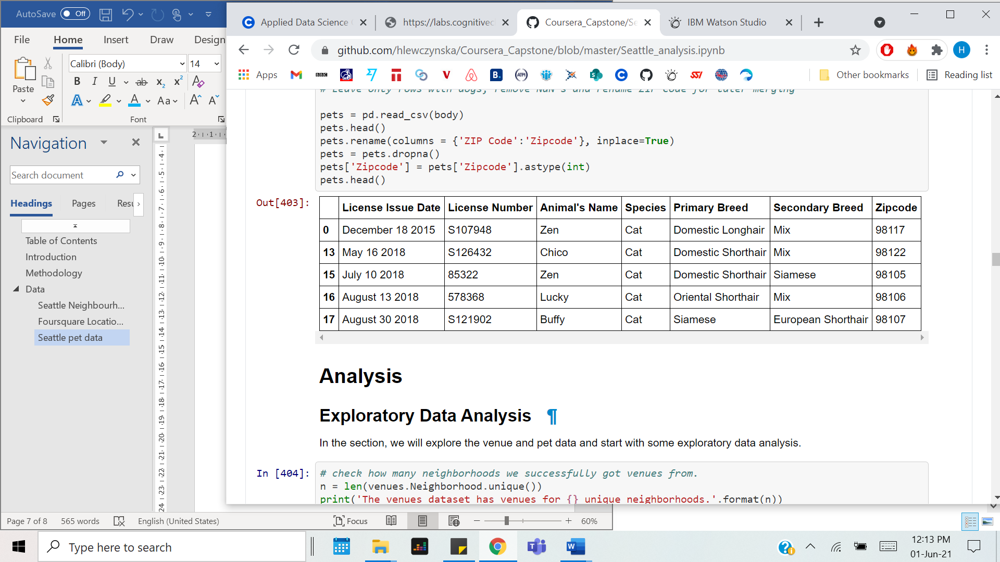 AutoSave Off
File Home Insert Draw Design
Calibri (Body) 14
Paste
Clipboard Font
Navigation
Search document
Headings Pages Resu
Table of Contents
Introduction
Methodology
Data
Seattle Neighbourh...
Foursquare Locatio...
Seattle pet data
Page 7 of 8 565 words English (United States) Focus 60%
Applied Data Science
https://labs.cognitivec
Coursera_Capstone/Se
IBM Watson Studio
github.com/hlewczynska/Coursera_Capstone/blob/master/Seattle_analysis.ipynb
H
Apps BBC B. ATPI Other bookmarks Reading list
# Leave only rows with dogs, remove NaN's and rename ZIP Code for later merging
pets = pd.read_csv(body)
pets.head()
pets.rename(columns = {'ZIP Code':'Zipcode'}, inplace=True)
pets = pets.dropna()
pets['Zipcode'] = pets['Zipcode'].astype(int)
pets.head()
Out[403]:
License Issue Date License Number Animal's Name Species Primary Breed Secondary Breed Zipcode
0 December 18 2015 S107948 Zen Cat Domestic Longhair Mix 98117
13 May 16 2018 S126432 Chico Cat Domestic Shorthair Mix 98122
15 July 10 2018 85322 Zen Cat Domestic Shorthair Siamese 98105
16 August 13 2018 578368 Lucky Cat Oriental Shorthair Mix 98106
17 August 30 2018 S121902 Buffy Cat Siamese European Shorthair 98107
Analysis
Exploratory Data Analysis ¶
In the section, we will explore the venue and pet data and start with some exploratory data analysis.
In [404]: # check how many neighborhoods we successfully got venues from.
n = len(venues.Neighborhood.unique())
print('The venues dataset has venues for {} unique neighborhoods.'.format(n))
Type here to search
12:13 PM
01-Jun-21